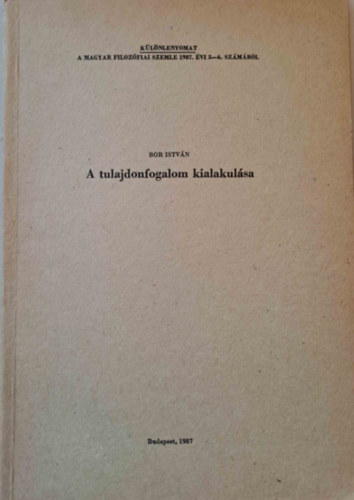 KÜLÖNLENYOMAT
A MAGYAR FILOZÓFIAI SZEMLE 1987. ÉVI 5—6. SZÁMÁBÓL
BOR ISTVÁN
A tulajdonfogalom kialakulása
Budapest, 1987